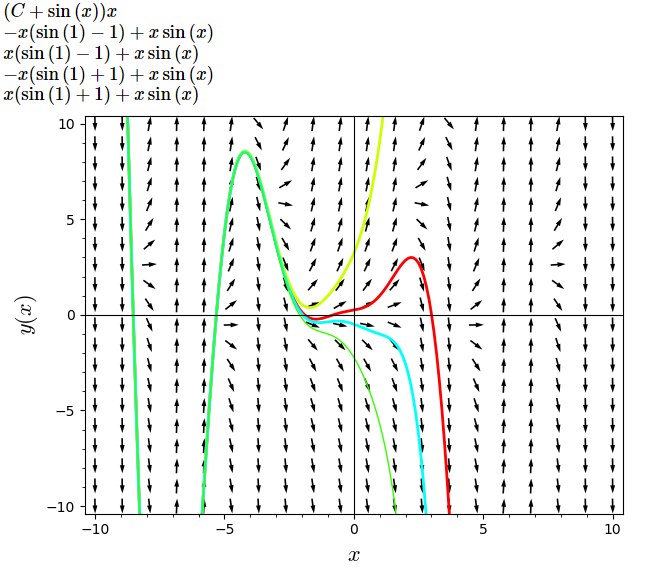 (C + sin (x))x
−x(sin (1) − 1) + x sin (x)
x(sin (1) − 1) + x sin (x)
−x(sin (1) + 1) + x sin (x)
x(sin (1) + 1) + x sin (x)
10
5
0
−5
−10
y(x)
−10 −5 0 5 10
x